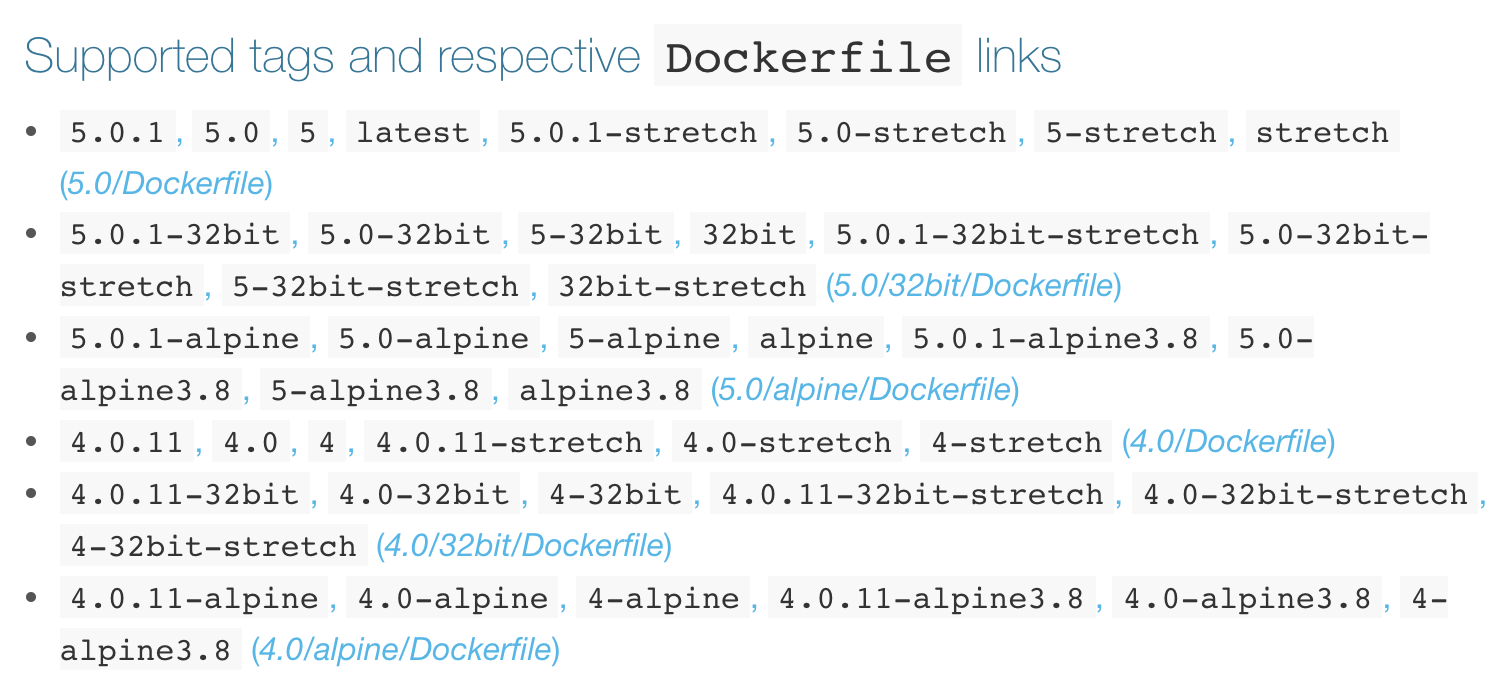 Supported tags and respective Dockerfile links
• 5.0.1 , 5.0 , 5 , latest , 5.0.1-stretch , 5.0-stretch , 5-stretch , stretch
(5.0/Dockerfile)
• 5.0.1-32bit , 5.0-32bit , 5-32bit , 32bit , 5.0.1-32bit-stretch , 5.0-32bit-
stretch , 5-32bit-stretch , 32bit-stretch (5.0/32bit/Dockerfile)
• 5.0.1-alpine , 5.0-alpine , 5-alpine , alpine , 5.0.1-alpine3.8 , 5.0-
alpine3.8 , 5-alpine3.8 , alpine3.8 (5.0/alpine/Dockerfile)
• 4.0.11 , 4.0 , 4 , 4.0.11-stretch , 4.0-stretch , 4-stretch (4.0/Dockerfile)
• 4.0.11-32bit , 4.0-32bit , 4-32bit , 4.0.11-32bit-stretch , 4.0-32bit-stretch ,
4-32bit-stretch (4.0/32bit/Dockerfile)
• 4.0.11-alpine , 4.0-alpine , 4-alpine , 4.0.11-alpine3.8 , 4.0-alpine3.8 , 4-
alpine3.8 (4.0/alpine/Dockerfile)